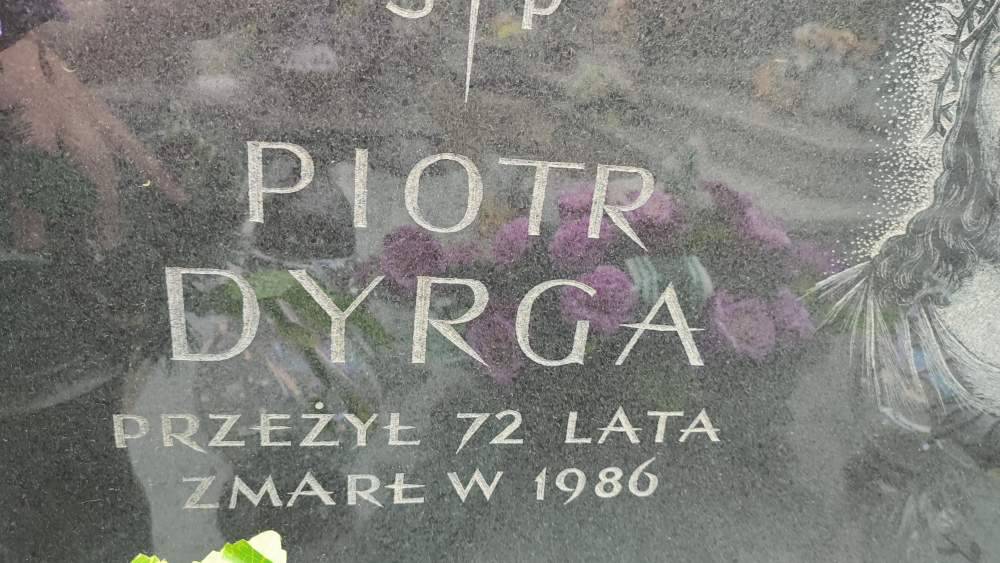 Ś P
PIOTR
DYRGA
PRZEŻYŁ 72 LATA
ZMARŁ W 1986